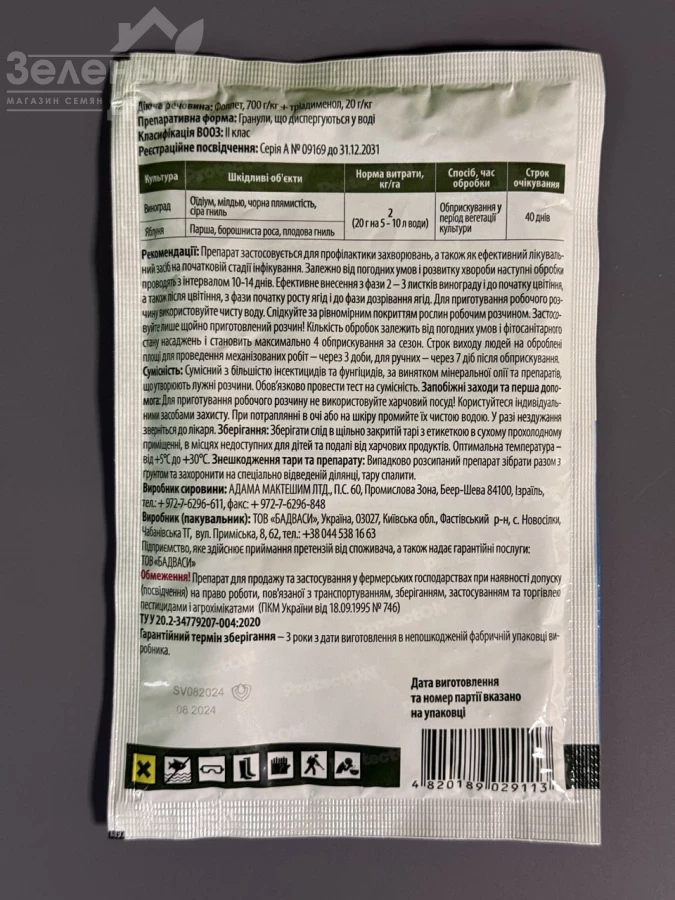 Зелений
МАГАЗИН СЕМЯН
Діюча речовина: Фолпет, 700 г/кг + тріадименол, 20 г/кг
Препаративна форма: Гранули, що диспергуються у воді
Класифікація ВООЗ: ІІ клас
Реєстраційне посвідчення: Серія А № 09169 до 31.12.2031
Культура Шкідливі об'єкти Норма витрати, кг/га Спосіб, час обробки Строк очікування
Виноград Оїдіум, мілдью, чорна плямистість, сіра гниль 2 (20 г на 5 – 10 л води) Обприскування у період вегетації культури 40 днів
Яблуня Парша, борошниста роса, плодова гниль
Рекомендації: Препарат застосовується для профілактики захворювань, а також як ефективний лікуваль-
ний засіб на початковій стадії інфікування. Залежно від погодних умов і розвитку хвороби наступні обробки
проводять з інтервалом 10-14 днів. Ефективне внесення з фази 2 – 3 листків винограду і до початку цвітіння,
а також після цвітіння, з фази початку росту ягід і до фази дозрівання ягід. Для приготування робочого роз-
чину використовуйте чисту воду. Слідкуйте за рівномірним покриттям рослин робочим розчином. Застосо-
вуйте лише щойно приготовлений розчин! Кількість обробок залежить від погодних умов і фітосанітарного
стану насаджень і становить максимально 4 обприскування за сезон. Строк виходу людей на оброблені
площі для проведення механізованих робіт – через 3 доби, для ручних – через 7 діб після обприскування.
Сумісність: Сумісний з більшістю інсектицидів та фунгіцидів, за винятком мінеральної олії та препаратів,
що утворюють лужні розчини. Обов'язково провести тест на сумісність. Запобіжні заходи та перша допо-
мога: Для приготування робочого розчину не використовуйте харчовий посуд! Користуйтеся індивідуаль-
ними засобами захисту. При потраплянні в очі або на шкіру промийте їх чистою водою. У разі нездужання
зверніться до лікаря. Зберігання: Зберігати слід в щільно закритій тарі з етикеткою в сухому прохолодному
приміщенні, в місцях недоступних для дітей та подалі від харчових продуктів. Оптимальна температура –
від +5°С до +30°С. Знешкодження тари та препарату: Випадково розсипаний препарат зібрати разом з
ґрунтом та захоронити на спеціально відведеній ділянці, тару спалити.
Виробник сировини: АДАМА МАКТЕШИМ ЛТД., П.С. 60, Промислова Зона, Беер-Шева 84100, Ізраїль,
тел.: + 972-7-6296-611, факс: + 972-7-6296-848
Виробник (пакувальник): ТОВ «БАДВАСИ», Україна, 03027, Київська обл., Фастівський р-н, с. Новосілки,
Чабанівська ТГ, вул. Приміська, 8, 62, тел.: +38 044 538 16 63
Підприємство, яке здійснює приймання претензій від споживача, а також надає гарантійні послуги:
ТОВ «БАДВАСИ»
Обмеження! Препарат для продажу та застосування у фермерських господарствах при наявності допуску
(посвідчення) на право роботи, пов'язаної з транспортуванням, зберіганням, застосуванням та торгівлею
пестицидами і агрохімікатами (ПКМ України від 18.09.1995 № 746)
ТУ У 20.2-34779207-004:2020
Гарантійний термін зберігання – 3 роки з дати виготовлення в непошкодженій фабричній упаковці ви-
робника.
SV082024
08 2024
Дата виготовлення
та номер партії вказано
на упаковці
4 820189 029113